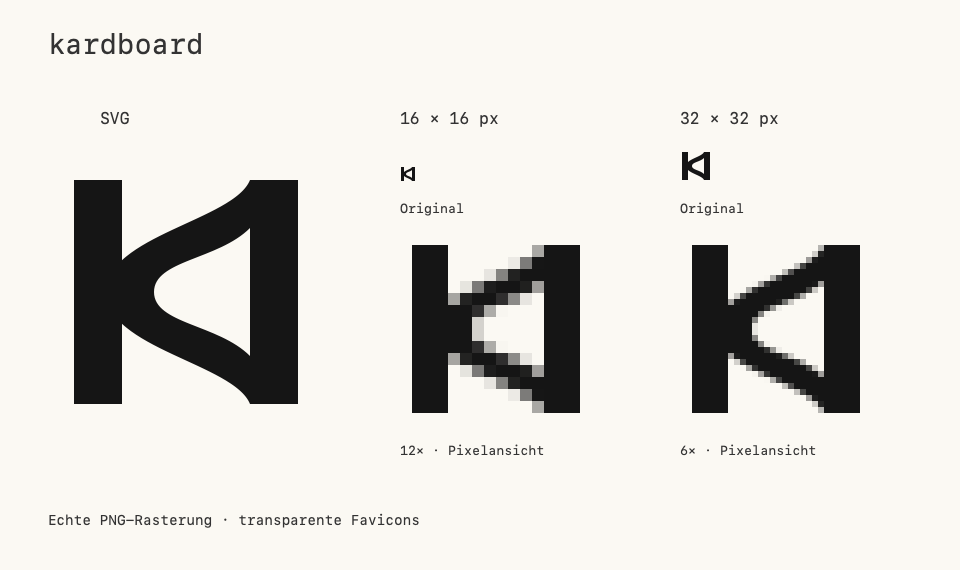 kardboard
SVG
16 × 16 px
32 × 32 px
Original
Original
12× · Pixelansicht
6× · Pixelansicht
Echte PNG–Rasterung · transparente Favicons